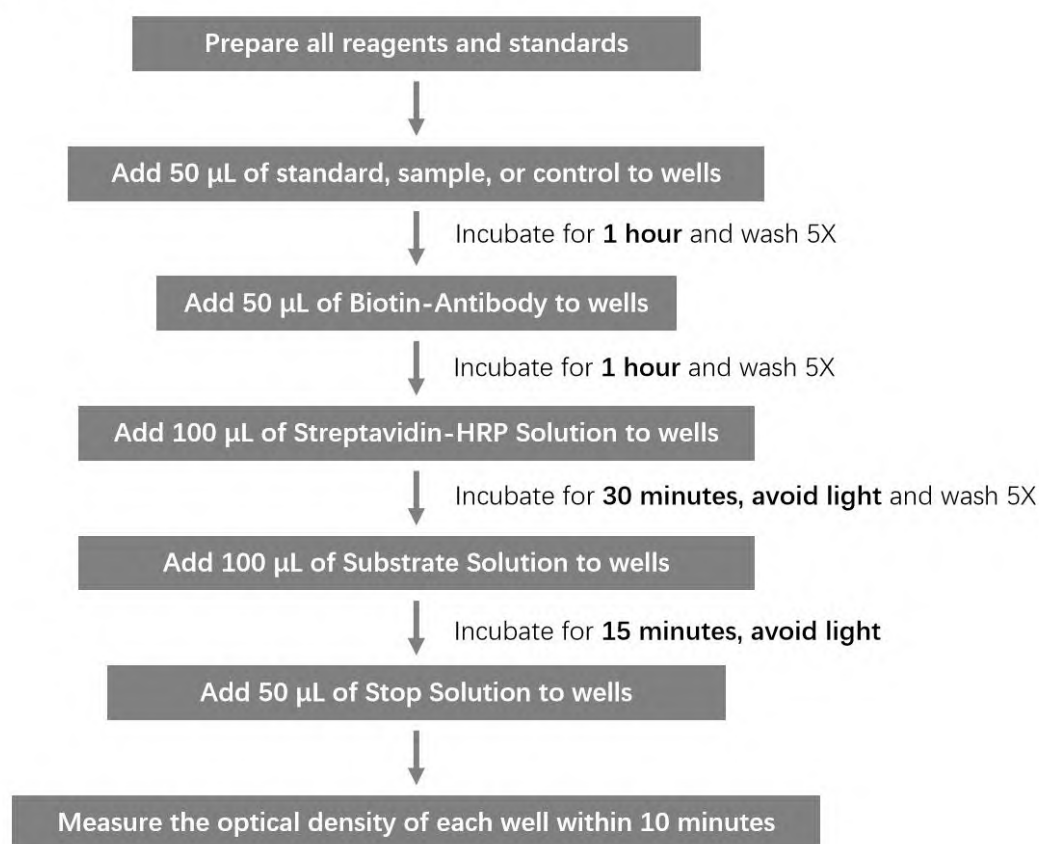 Prepare all reagents and standards
Add 50 μL of standard, sample, or control to wells
Incubate for 1 hour and wash 5X
Add 50 μL of Biotin-Antibody to wells
Incubate for 1 hour and wash 5X
Add 100 μL of Streptavidin-HRP Solution to wells
Incubate for 30 minutes, avoid light and wash 5X
Add 100 μL of Substrate Solution to wells
Incubate for 15 minutes, avoid light
Add 50 μL of Stop Solution to wells
Measure the optical density of each well within 10 minutes